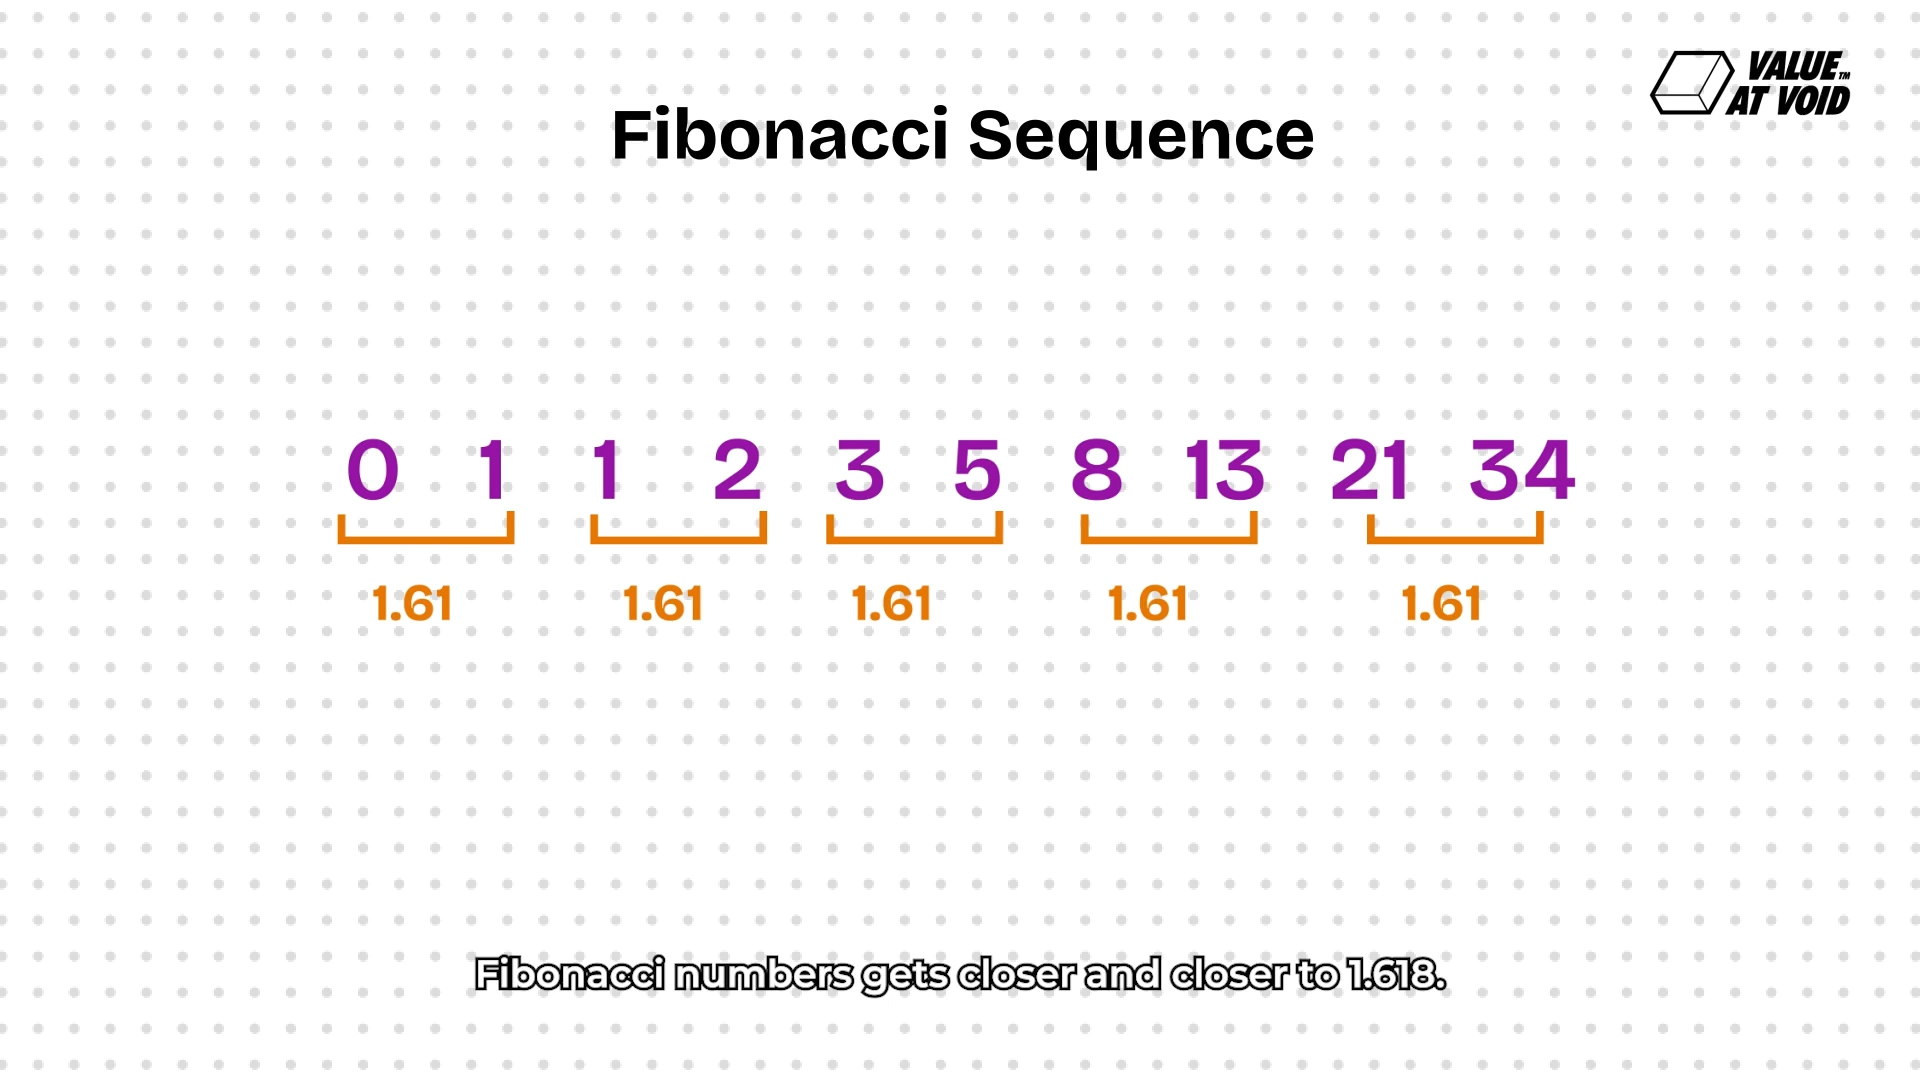 VALUE™
AT VOID
Fibonacci Sequence
0 1 1 2 3 5 8 13 21 34
1.61 1.61 1.61 1.61 1.61
Fibonacci numbers gets closer and closer to 1.618.